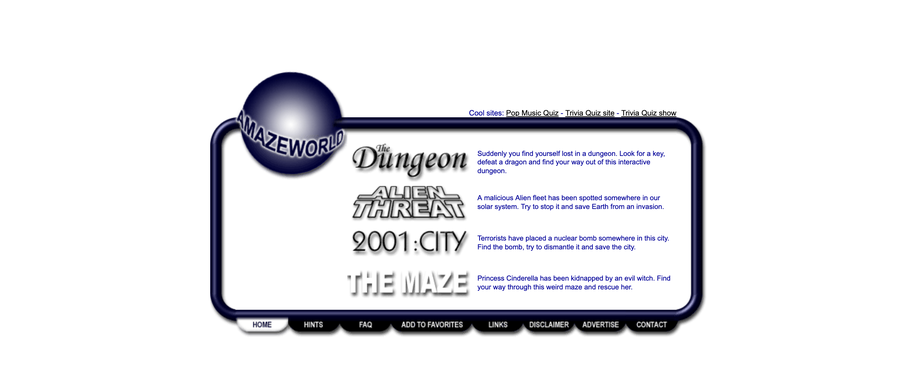 Cool sites: Pop Music Quiz - Trivia Quiz site - Trivia Quiz show
AMAZEWORLD
The Dungeon
Suddenly you find yourself lost in a dungeon. Look for a key,
defeat a dragon and find your way out of this interactive
dungeon.
ALIEN
THREAT
A malicious Alien fleet has been spotted somewhere in our
solar system. Try to stop it and save Earth from an invasion.
2001:CITY
Terrorists have placed a nuclear bomb somewhere in this city.
Find the bomb, try to dismantle it and save the city.
THE MAZE
Princess Cinderella has been kidnapped by an evil witch. Find
your way through this weird maze and rescue her.
HOME HINTS FAQ ADD TO FAVORITES LINKS DISCLAIMER ADVERTISE CONTACT